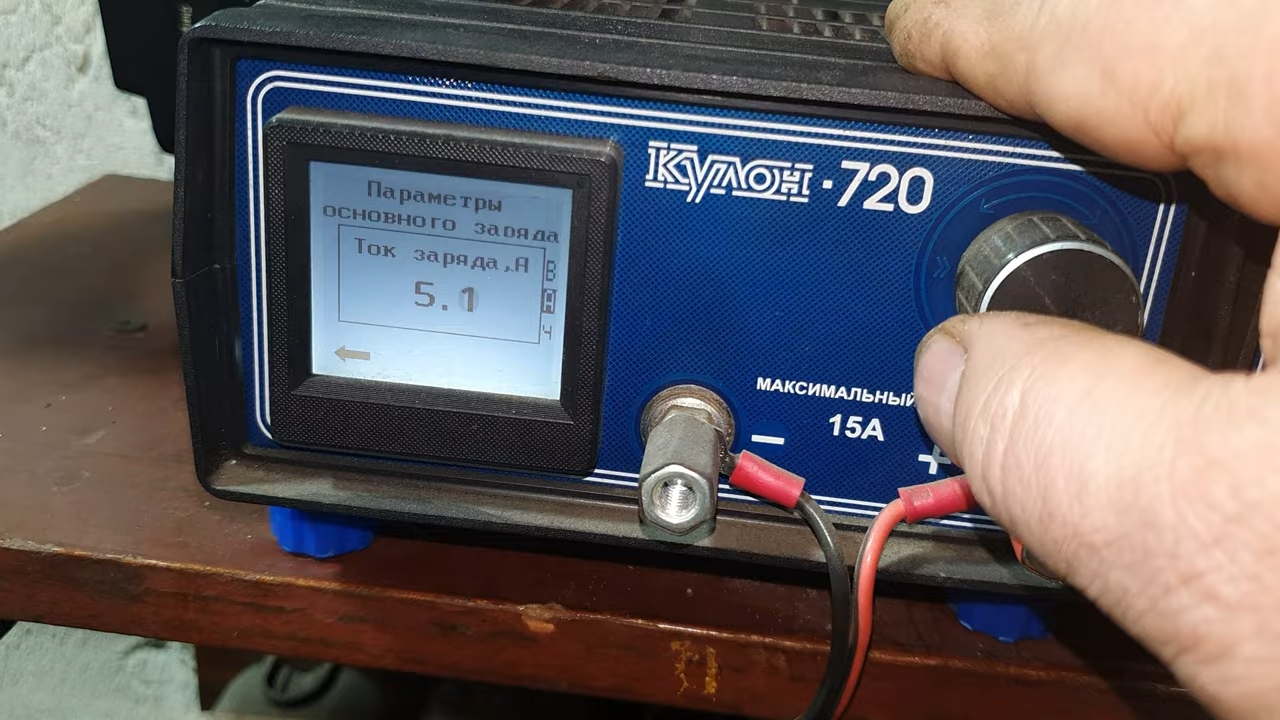 Параметры
основного заряда
Ток заряда,А
5.1
В
А
Ч
КУЛОН-720
МАКСИМАЛЬНЫЙ
15А
−
+